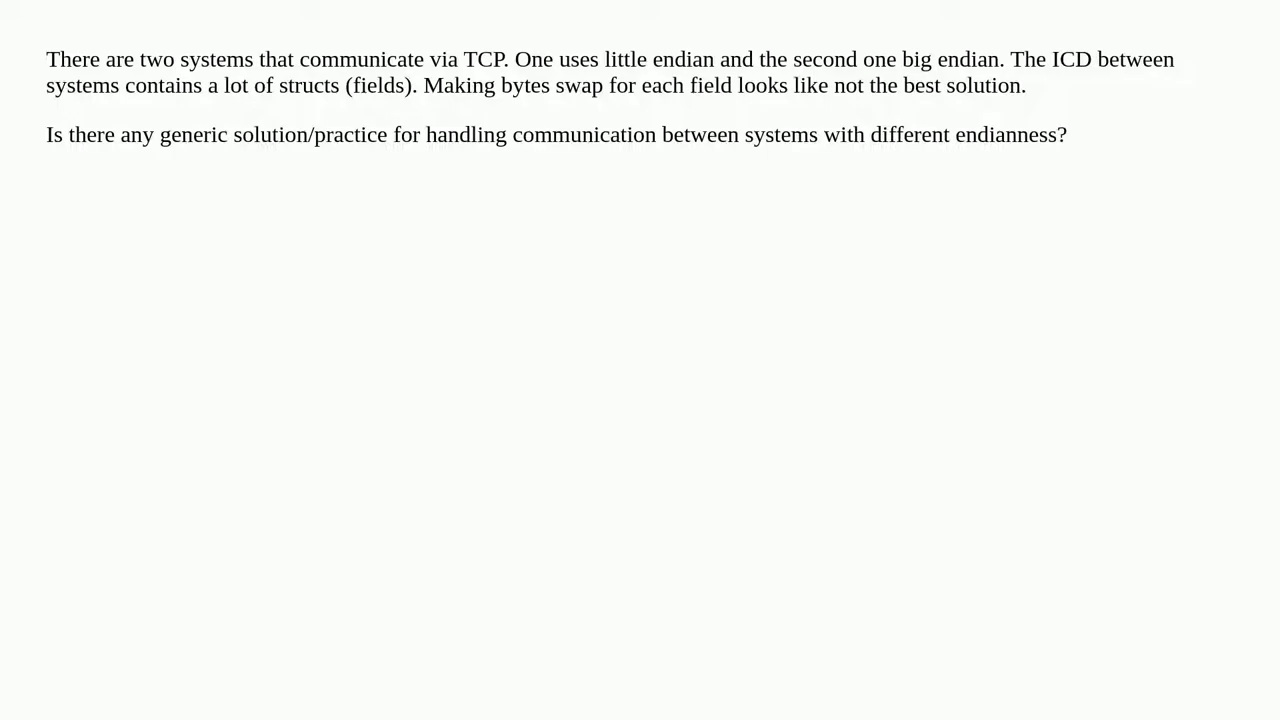 There are two systems that communicate via TCP. One uses little endian and the second one big endian. The ICD between
systems contains a lot of structs (fields). Making bytes swap for each field looks like not the best solution.
Is there any generic solution/practice for handling communication between systems with different endianness?